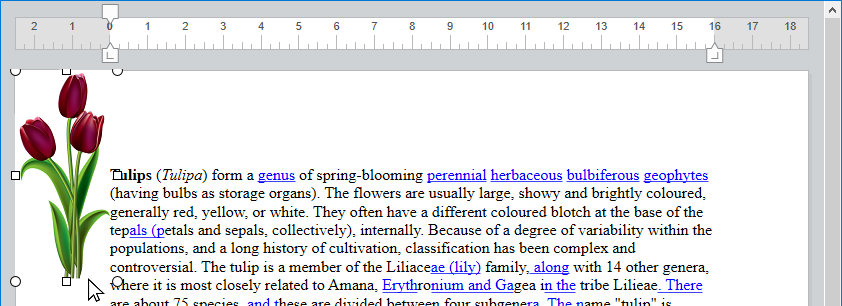 2 1 0 1 2 3 4 5 6 7 8 9 10 11 12 13 14 15 16 17 18
Tulips (Tulipa) form a genus of spring-blooming perennial herbaceous bulbiferous geophytes
(having bulbs as storage organs). The flowers are usually large, showy and brightly coloured,
generally red, yellow, or white. They often have a different coloured blotch at the base of the
tepals (petals and sepals, collectively), internally. Because of a degree of variability within the
populations, and a long history of cultivation, classification has been complex and
controversial. The tulip is a member of the Liliaceae (lily) family, along with 14 other genera,
where it is most closely related to Amana, Erythronium and Gagea in the tribe Lilieae. There
are about 75 species, and these are divided between four subgenera. The name "tulip" is